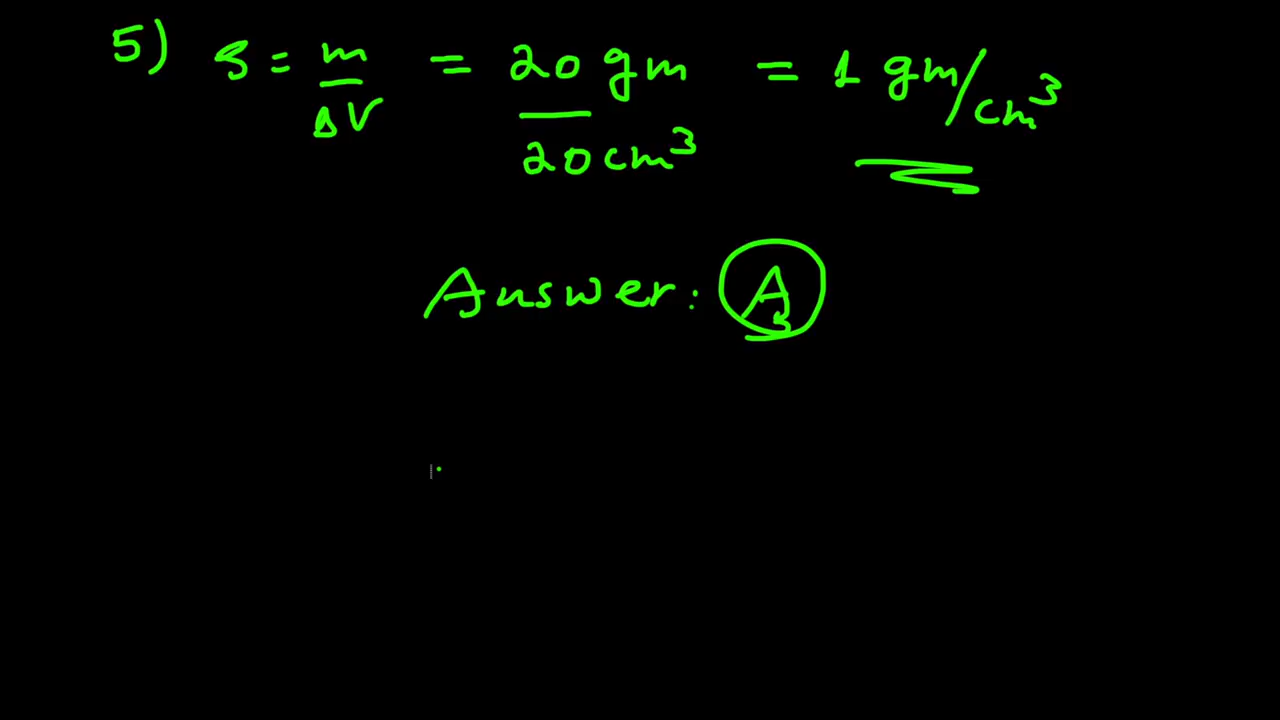 5) S = m/ΔV = 20 gm / 20 cm³ = 1 gm/cm³
Answer: A